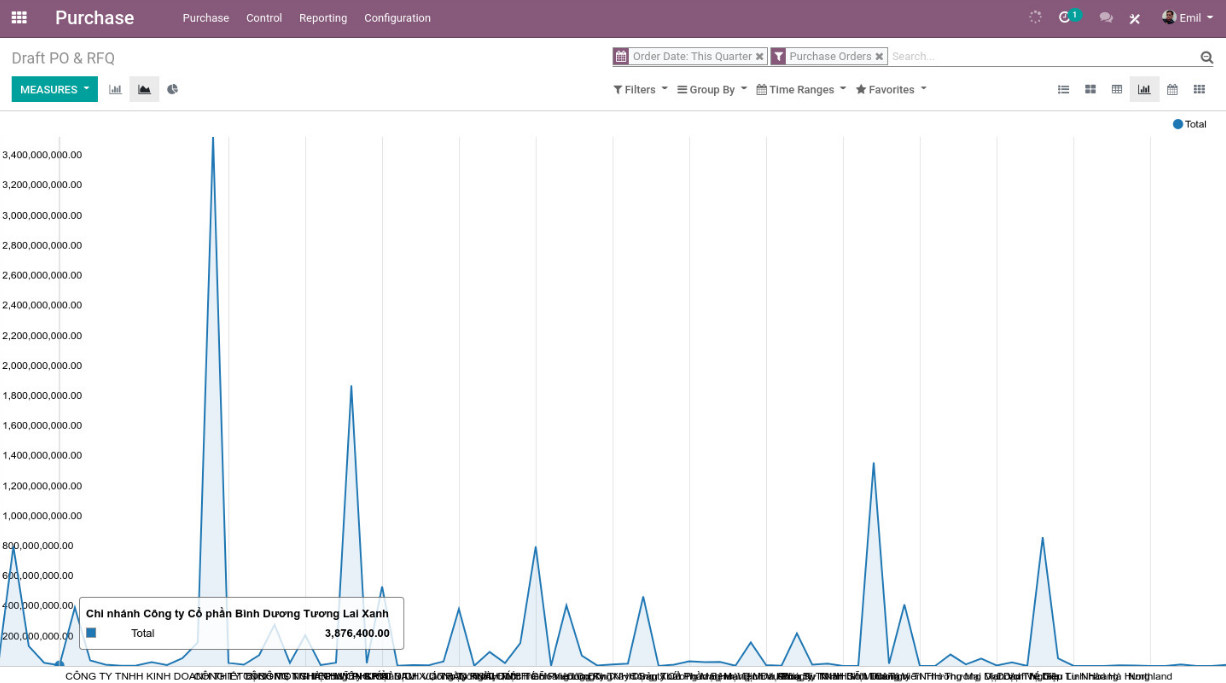 Purchase Purchase Control Reporting Configuration 1 Emil
Draft PO & RFQ Order Date: This Quarter Purchase Orders Search...
MEASURES Filters Group By Time Ranges Favorites
Total
3,400,000,000.00
3,200,000,000.00
3,000,000,000.00
2,800,000,000.00
2,600,000,000.00
2,400,000,000.00
2,200,000,000.00
2,000,000,000.00
1,800,000,000.00
1,600,000,000.00
1,400,000,000.00
1,200,000,000.00
1,000,000,000.00
800,000,000.00
600,000,000.00
400,000,000.00
Chi nhánh Công ty Cổ phần Bình Dương Tương Lai Xanh
Total 3,876,400.00
200,000,000.00
CÔNG TY TNHH KINH DOANH